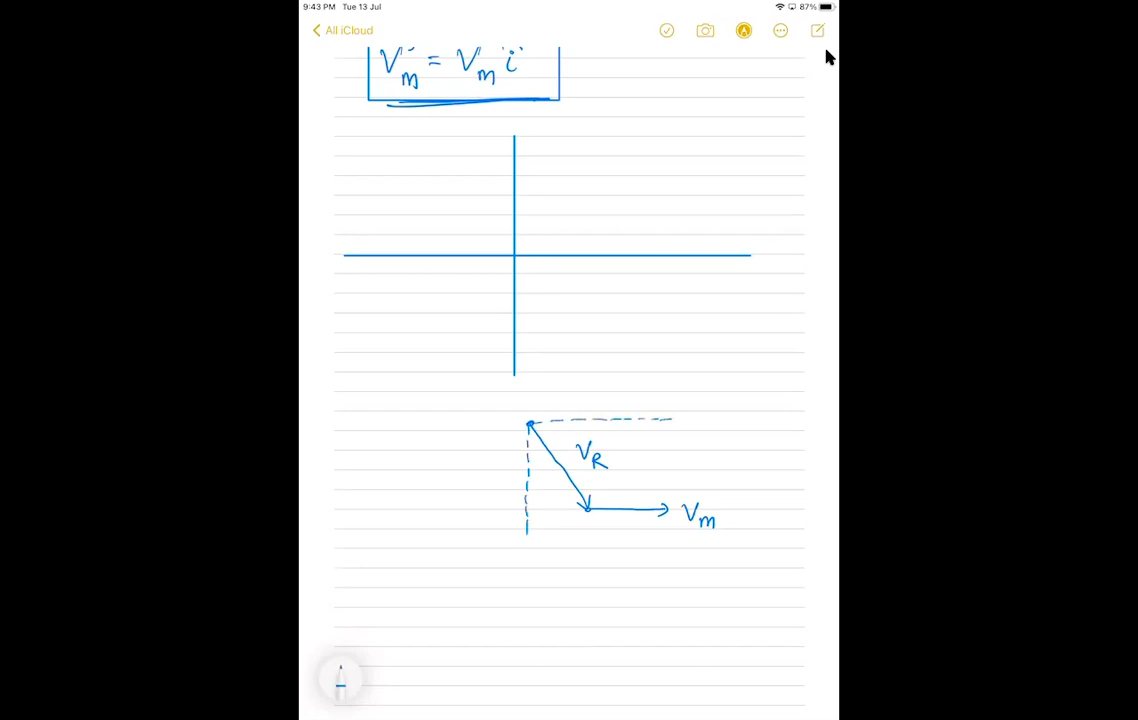 9:43 PM Tue 13 Jul
87%
All iCloud
Vm = Vm i
VR
Vm